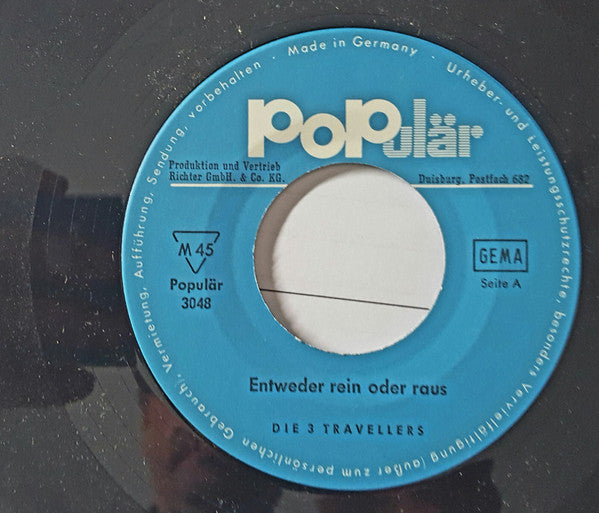 Urheber- und Leistungsschutzrechte, besonders Vervielfältigung (außer zum persönlichen Gebrauch), Vermietung, Aufführung, Sendung, vorbehalten · Made in Germany ·
POPulär
Produktion und Vertrieb
Richter GmbH. & Co. KG.
Duisburg, Postfach 682
M 45
Populär
3048
GEMA
Seite A
Entweder rein oder raus
DIE 3 TRAVELLERS